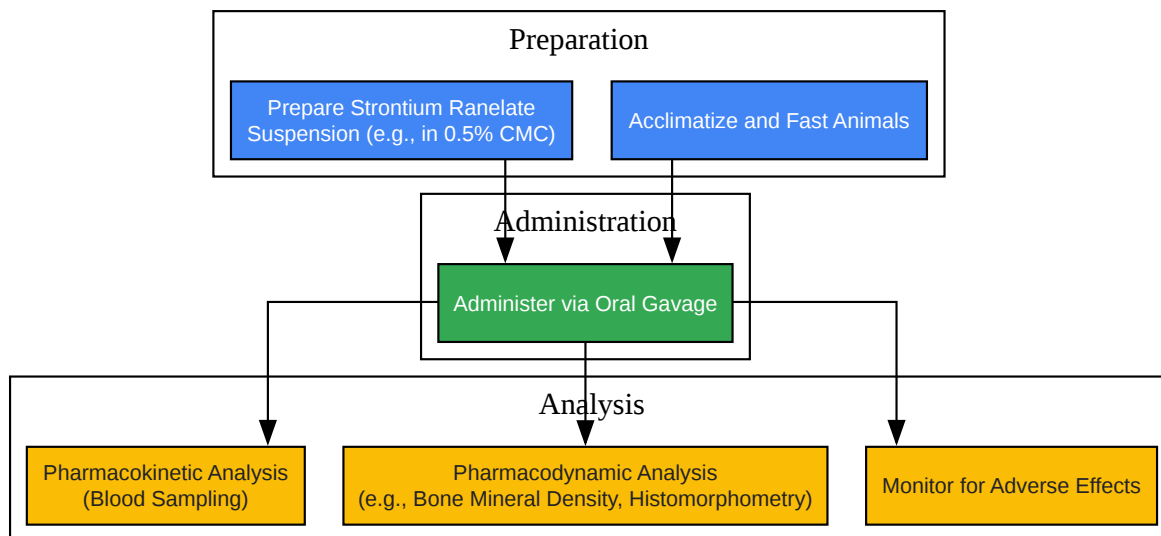 Preparation
Prepare Strontium Ranelate
Suspension (e.g., in 0.5% CMC)
Acclimatize and Fast Animals
Administration
Administer via Oral Gavage
Analysis
Pharmacokinetic Analysis
(Blood Sampling)
Pharmacodynamic Analysis
(e.g., Bone Mineral Density, Histomorphometry)
Monitor for Adverse Effects